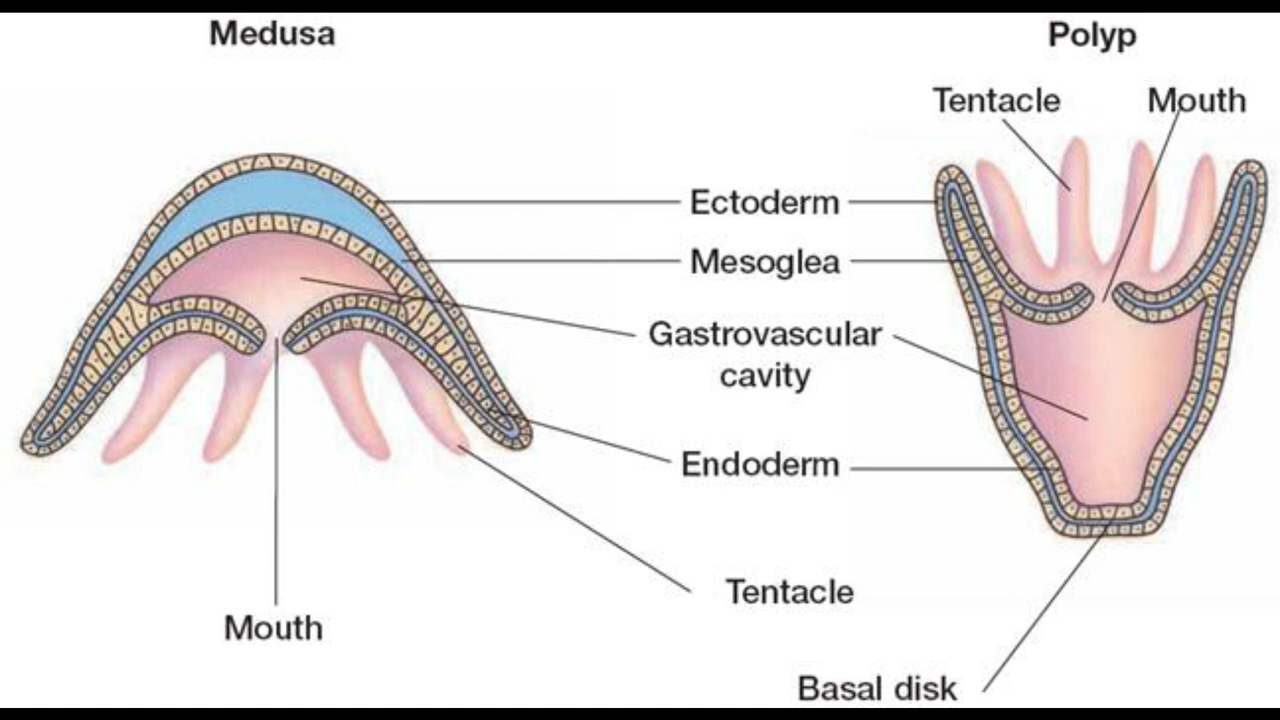 Medusa
Polyp
Tentacle
Mouth
Ectoderm
Mesoglea
Gastrovascular
cavity
Endoderm
Tentacle
Mouth
Basal disk